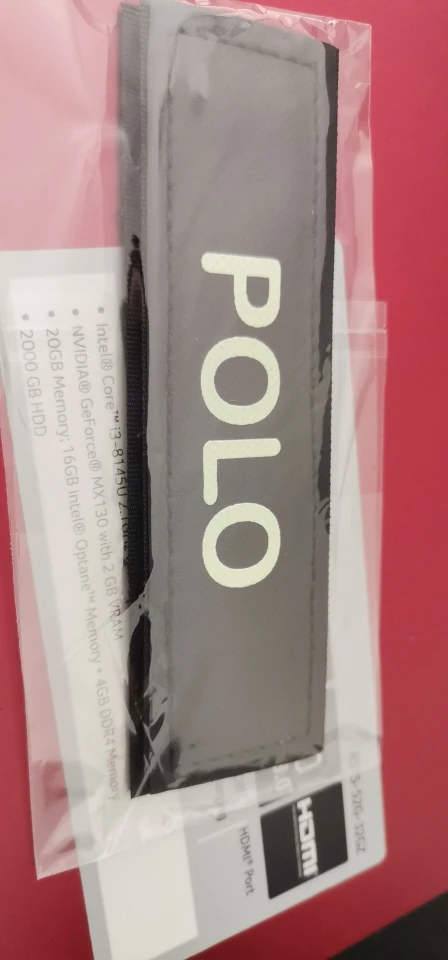 POLO
• Intel® Core™ i3-8145U
• NVIDIA® GeForce® MX130 with 2 GB VRAM
• 20GB Memory: 16GB Intel® Optane™ Memory + 4GB DDR4 Memory
• 2000 GB HDD
HDMI
HDMI® Port